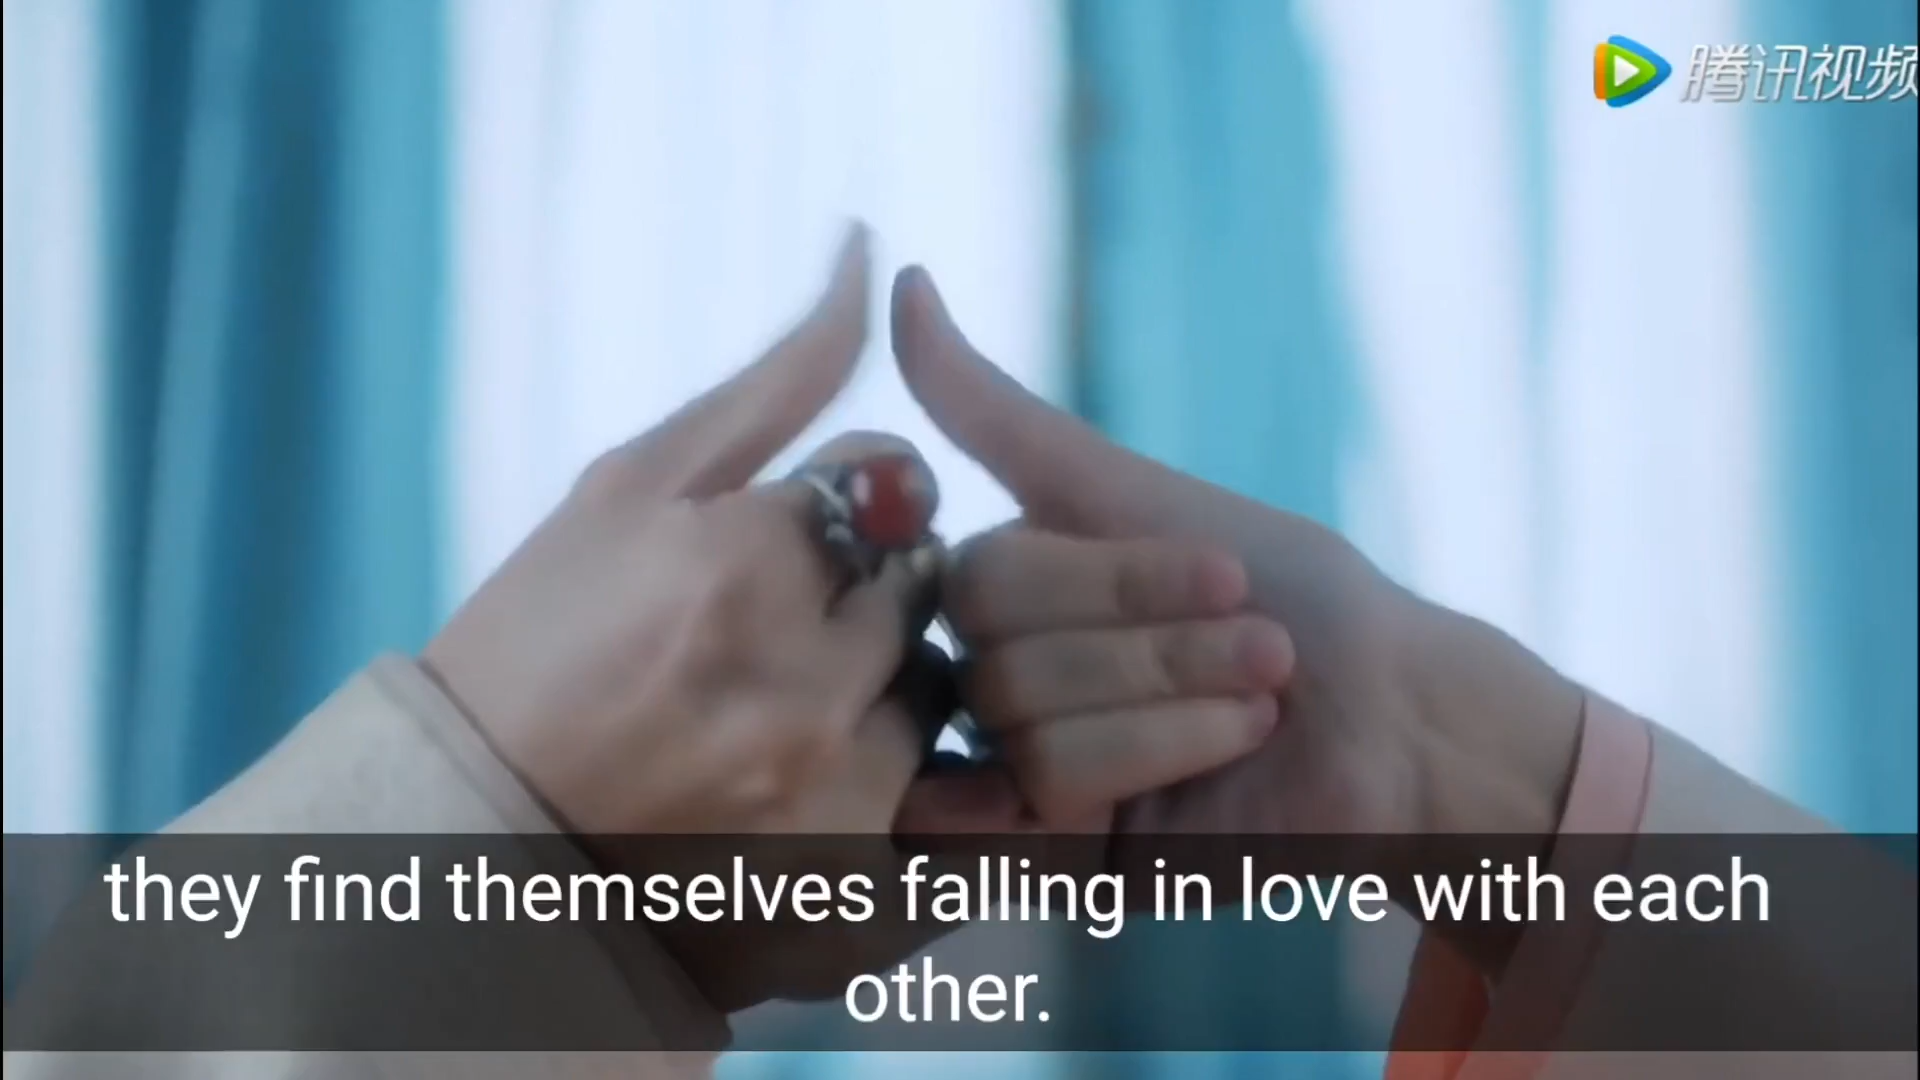 腾讯视频
they find themselves falling in love with each
other.